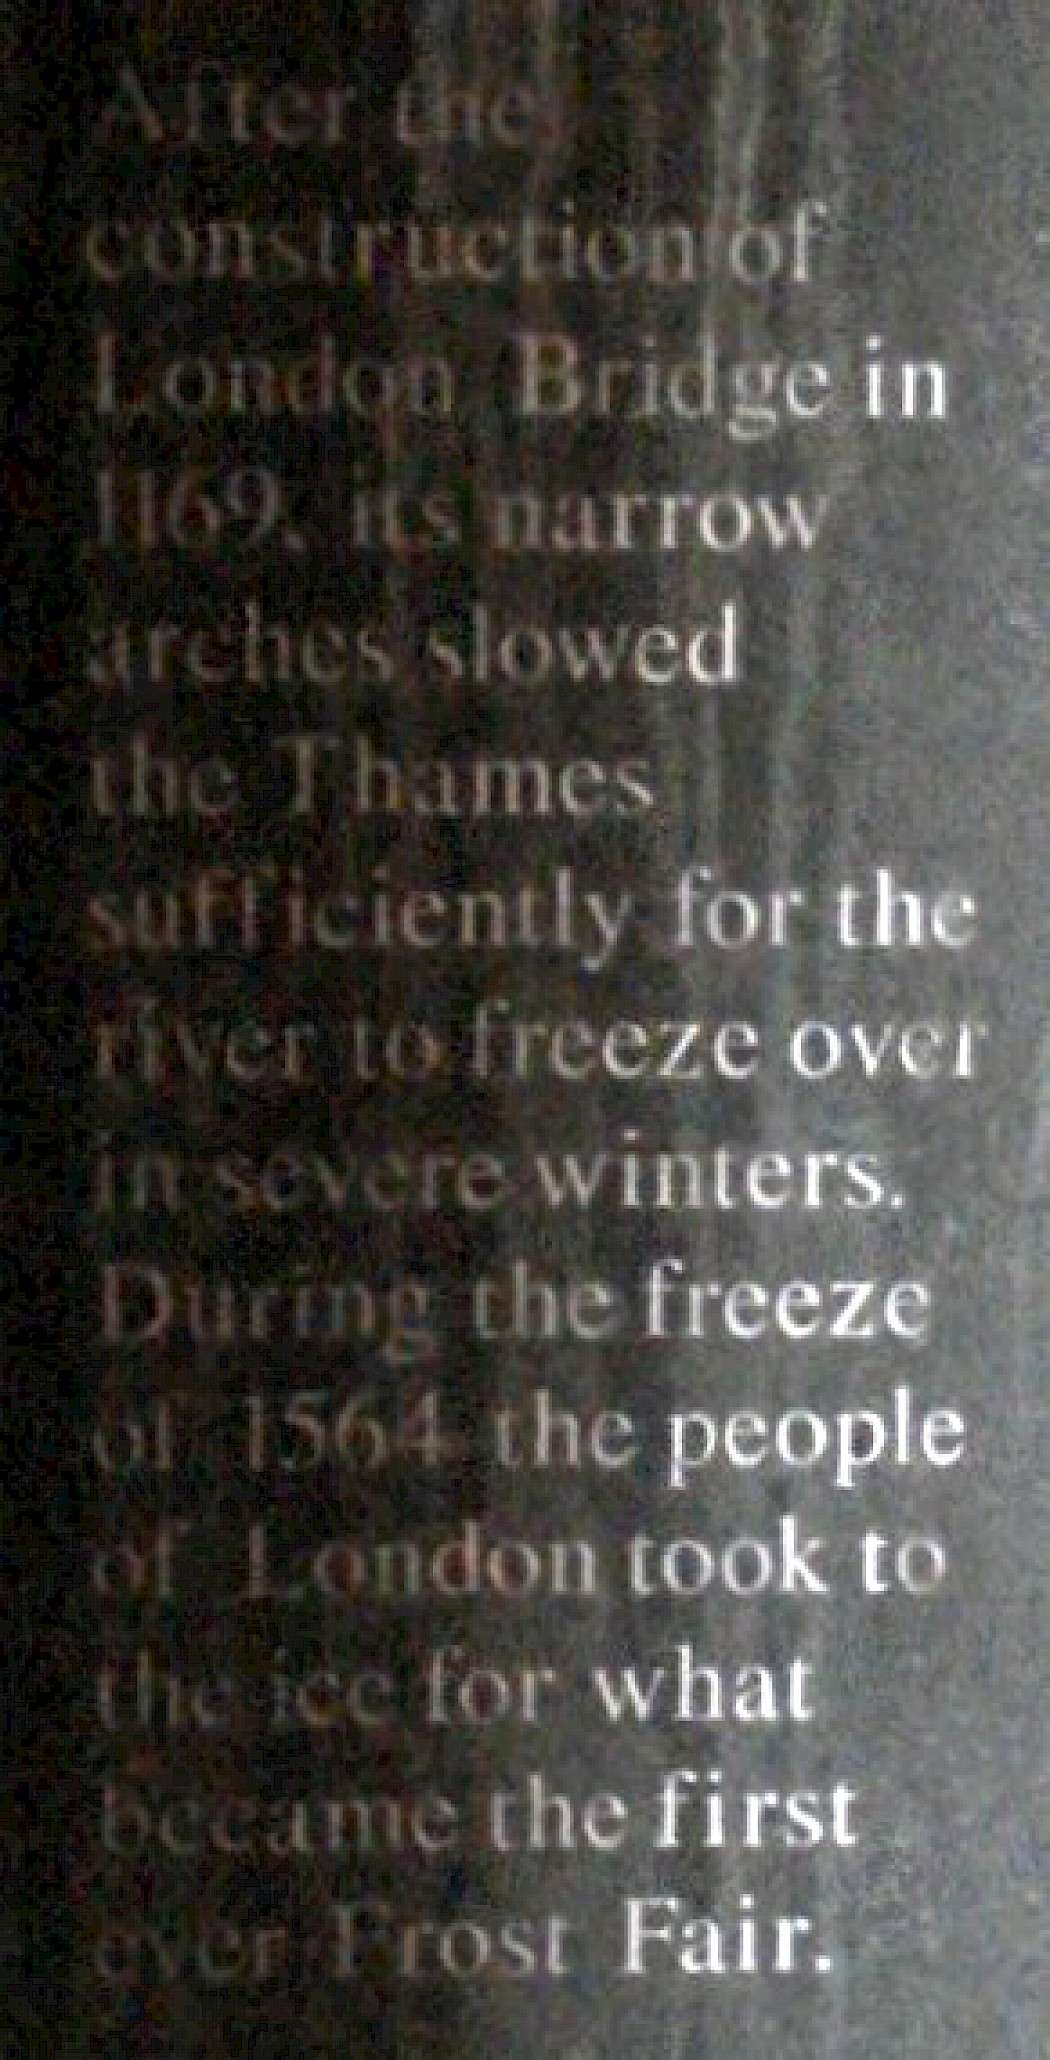 After the
construction of
London Bridge in
1169, its narrow
arches slowed
the Thames
sufficiently for the
river to freeze over
in severe winters.
During the freeze
of 1564 the people
of London took to
the ice for what
became the first
ever Frost Fair.